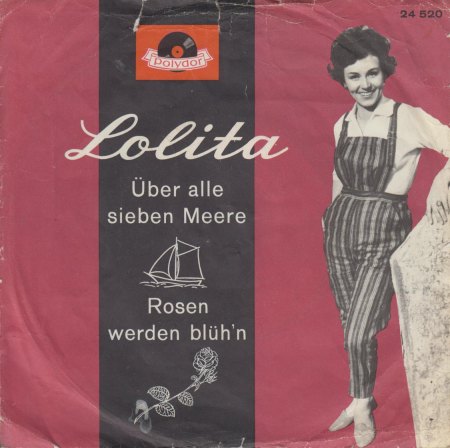 24 520
Polydor
Lolita
Über alle
sieben Meere
Rosen
werden blüh'n